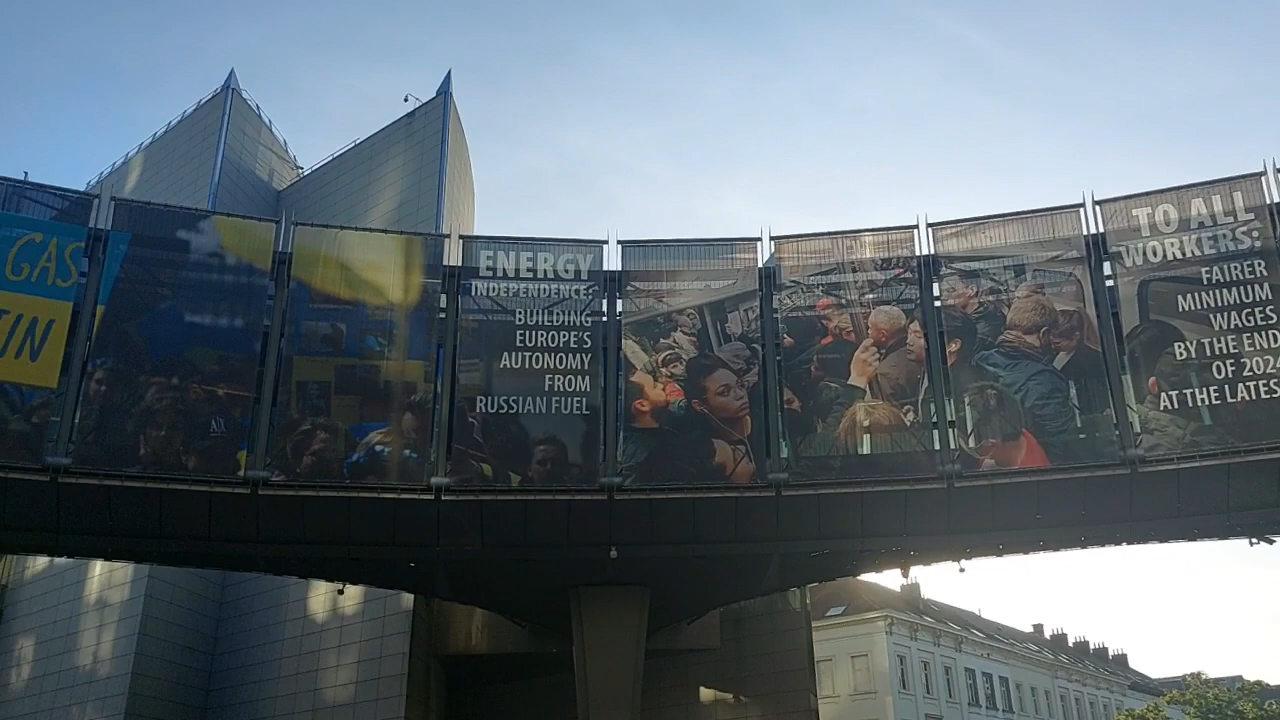 GAS
TIN
A|X
ENERGY
INDEPENDENCE:
BUILDING
EUROPE'S
AUTONOMY
FROM
RUSSIAN FUEL
TO ALL
WORKERS:
FAIRER
MINIMUM
WAGES
BY THE END
OF 2024
AT THE LATES